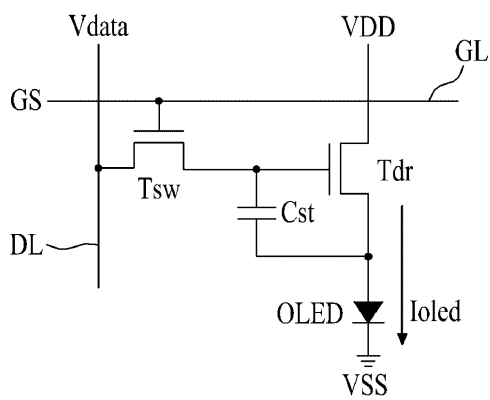 Vdata
VDD
GL
GS
Tsw
Tdr
Cst
DL
OLED
Ioled
VSS